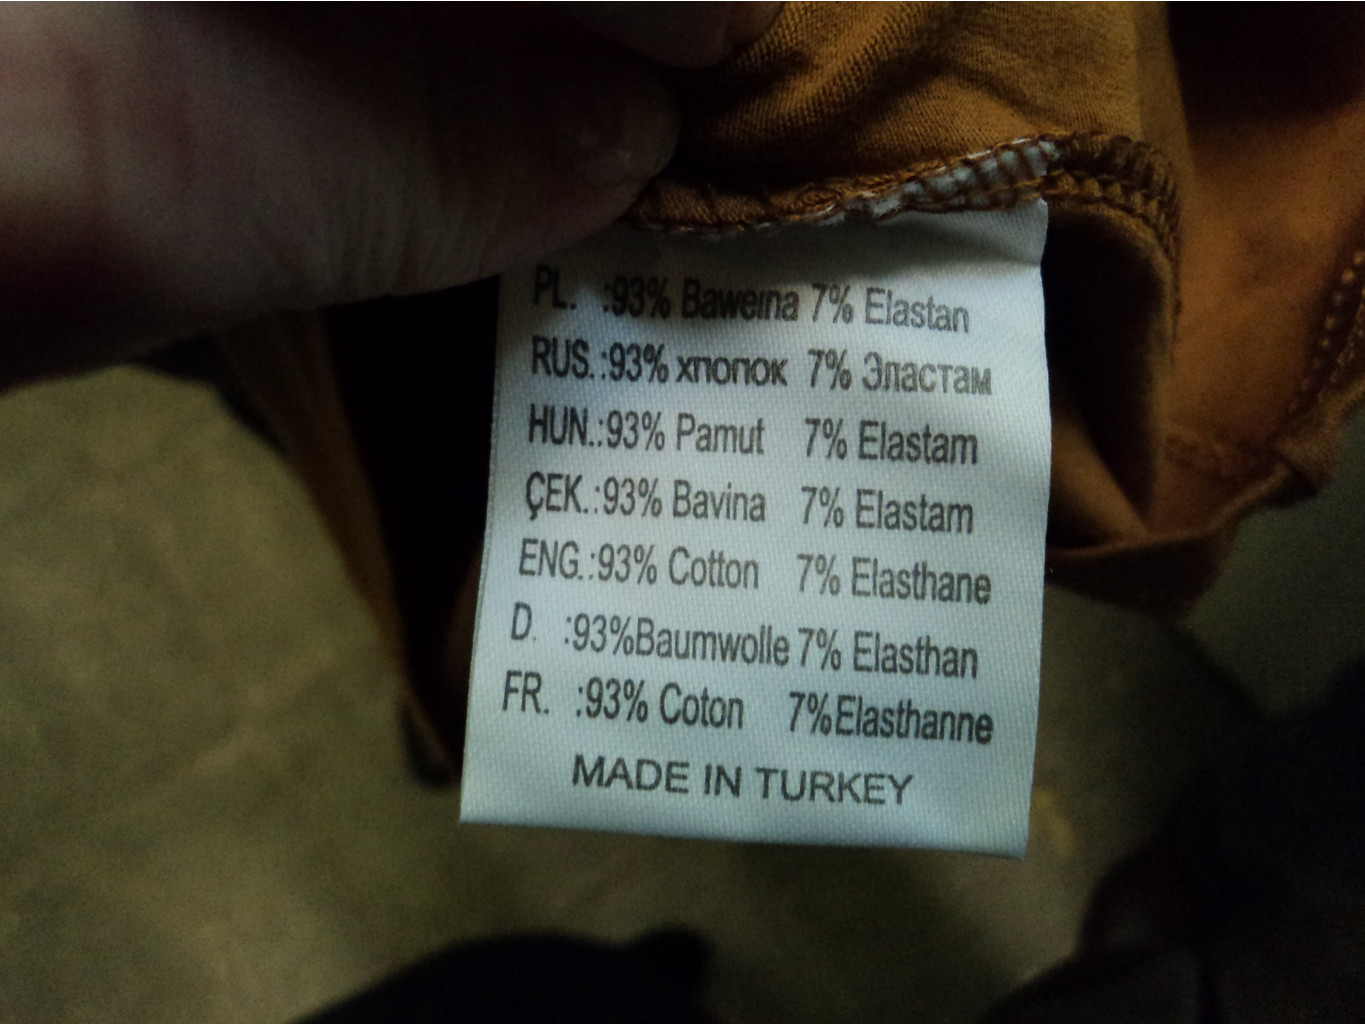 PL. :93% Baweına 7% Elastan
RUS.:93% хлопок 7% Эластам
HUN.:93% Pamut 7% Elastam
ÇEK.:93% Bavina 7% Elastam
ENG.:93% Cotton 7% Elasthane
D. :93%Baumwolle 7% Elasthan
FR. :93% Coton 7%Elasthanne
MADE IN TURKEY